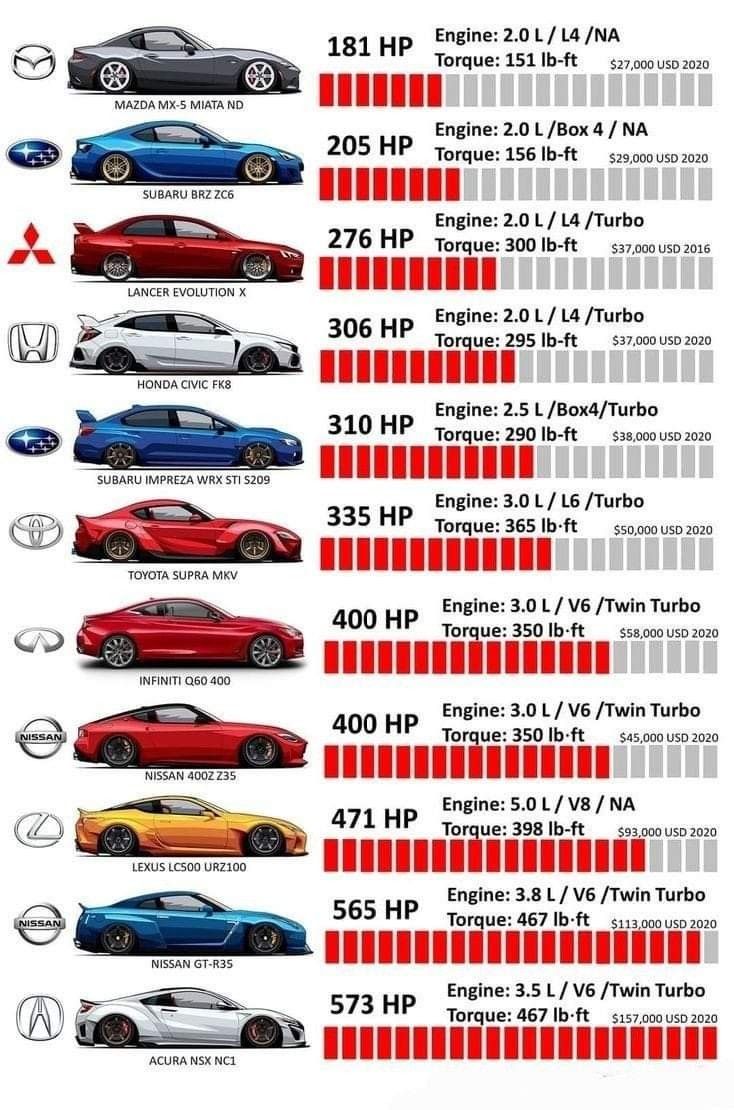 181 HP
Engine: 2.0 L / L4 /NA
Torque: 151 lb-ft
$27,000 USD 2020
MAZDA MX-5 MIATA ND
205 HP
Engine: 2.0 L /Box 4 / NA
Torque: 156 lb-ft
$29,000 USD 2020
SUBARU BRZ ZC6
276 HP
Engine: 2.0 L / L4 /Turbo
Torque: 300 lb-ft
$37,000 USD 2016
LANCER EVOLUTION X
306 HP
Engine: 2.0 L / L4 /Turbo
Torque: 295 lb-ft
$37,000 USD 2020
HONDA CIVIC FK8
310 HP
Engine: 2.5 L /Box4/Turbo
Torque: 290 lb-ft
$38,000 USD 2020
SUBARU IMPREZA WRX STI S209
335 HP
Engine: 3.0 L / L6 /Turbo
Torque: 365 lb·ft
$50,000 USD 2020
TOYOTA SUPRA MKV
400 HP
Engine: 3.0 L / V6 /Twin Turbo
Torque: 350 lb·ft
$58,000 USD 2020
INFINITI Q60 400
NISSAN
400 HP
Engine: 3.0 L / V6 /Twin Turbo
Torque: 350 lb·ft
$45,000 USD 2020
NISSAN 400Z Z35
471 HP
Engine: 5.0 L / V8 / NA
Torque: 398 lb-ft
$93,000 USD 2020
LEXUS LC500 URZ100
NISSAN
565 HP
Engine: 3.8 L / V6 /Twin Turbo
Torque: 467 lb·ft
$113,000 USD 2020
NISSAN GT-R35
573 HP
Engine: 3.5 L / V6 /Twin Turbo
Torque: 467 lb·ft
$157,000 USD 2020
ACURA NSX NC1